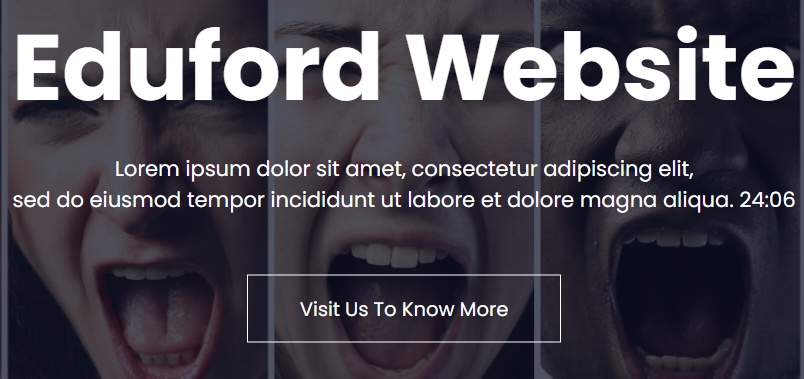 Eduford Website
Lorem ipsum dolor sit amet, consectetur adipiscing elit,
sed do eiusmod tempor incididunt ut labore et dolore magna aliqua. 24:06
Visit Us To Know More